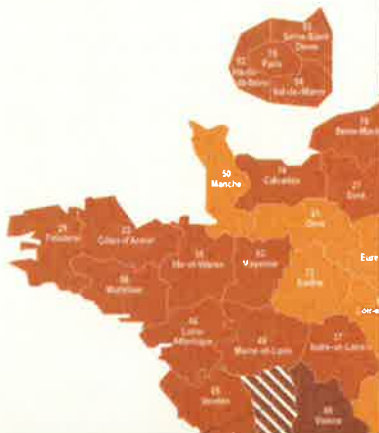 93
Seine-Saint
Denis
75
Paris
92
Hauts-
de-Seine
94
Val-de-Marne
76
Seine-Mari
50
Manche
14
Calvados
27
Eure
61
Orne
29
Finistère
22
Côtes-d'Armor
35
Ille-et-Vilaine
53
Mayenne
72
Sarthe
Eure
56
Morbihan
44
Loire-
Atlantique
49
Maine-et-Loire
37
Indre-et-Loire
85
Vendée
86
Vienne